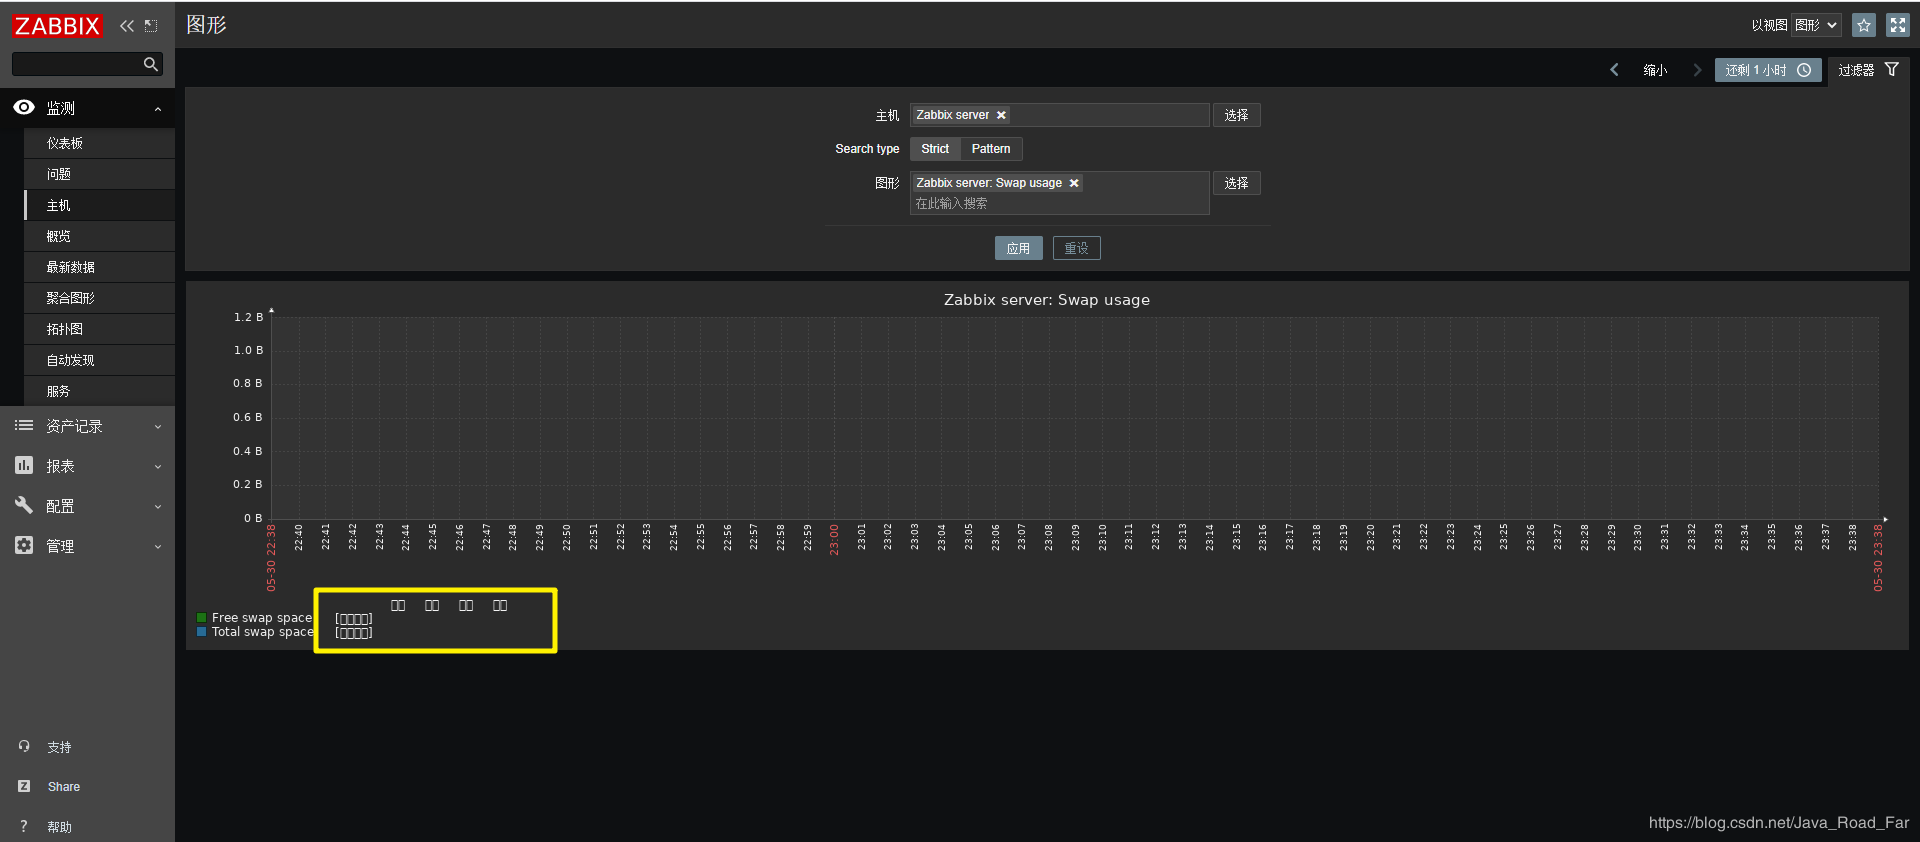 ZABBIX
图形
以视图 图形
缩小
还剩 1 小时
过滤器
监测
仪表板
问题
主机
概览
最新数据
聚合图形
拓扑图
自动发现
服务
资产记录
报表
配置
管理
支持
Share
帮助
主机 Zabbix server 选择
Search type Strict Pattern
图形 Zabbix server: Swap usage 选择
在此输入搜索
应用 重设
Zabbix server: Swap usage
1.2 B
1.0 B
0.8 B
0.6 B
0.4 B
0.2 B
0 B
05-30 22:38 22:40 22:41 22:42 22:43 22:44 22:45 22:46 22:47 22:48 22:49 22:50 22:51 22:52 22:53 22:54 22:55 22:56 22:57 22:58 22:59 23:00 23:01 23:02 23:03 23:04 23:05 23:06 23:07 23:08 23:09 23:10 23:11 23:12 23:13 23:14 23:15 23:16 23:17 23:18 23:19 23:20 23:21 23:22 23:23 23:24 23:25 23:26 23:27 23:28 23:29 23:30 23:31 23:32 23:33 23:34 23:35 23:36 23:37 23:38 05-30 23:38
□□ □□ □□ □□
Free swap space [□□□□]
Total swap space [□□□□]
https://blog.csdn.net/Java_Road_Far